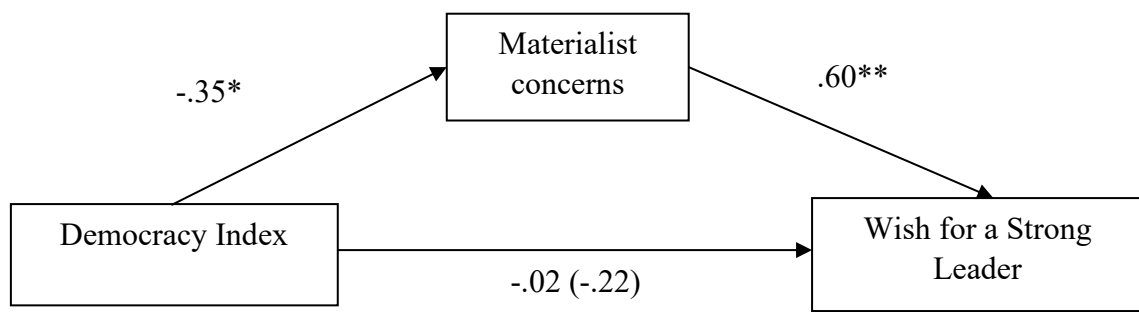 Materialist
concerns
-.35*
.60**
Democracy Index
Wish for a Strong
Leader
-.02 (-.22)